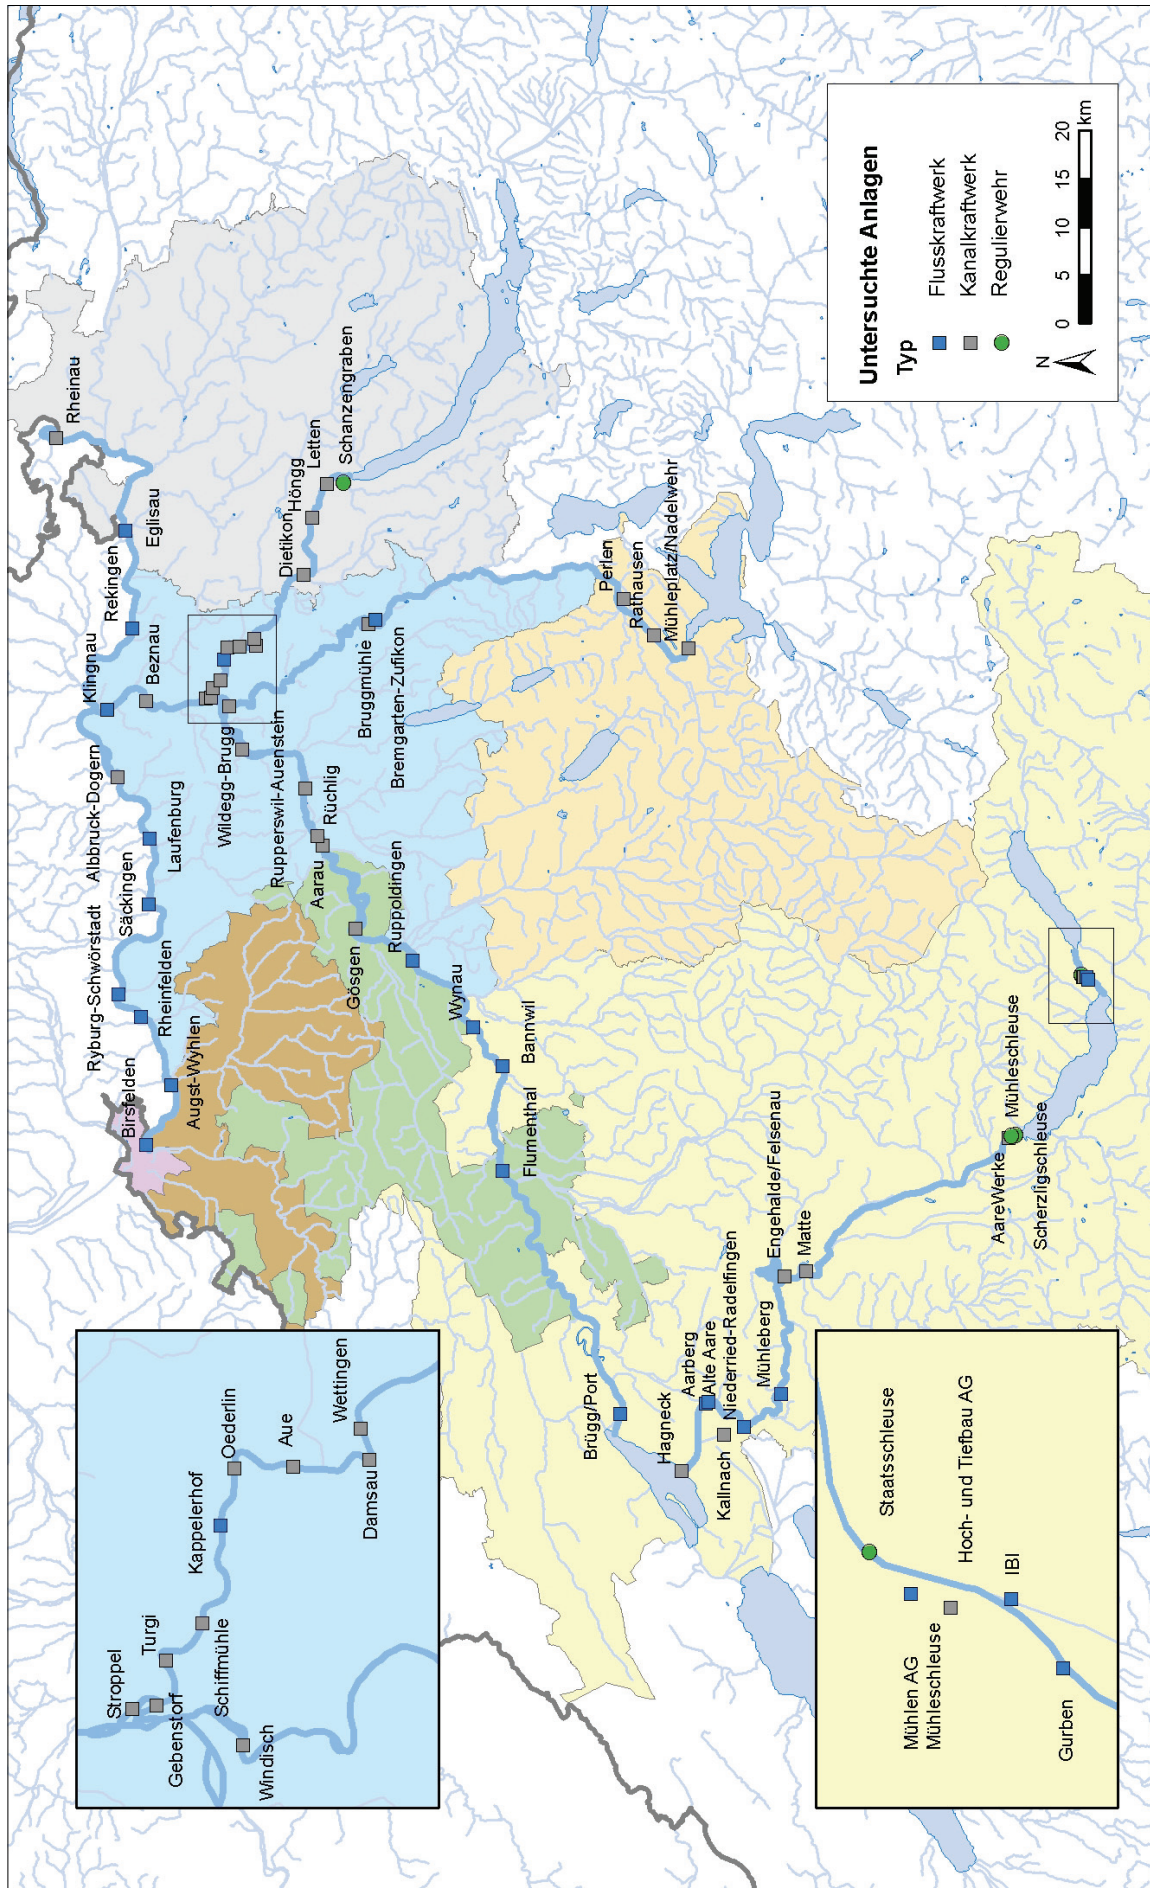 Rheinau
Eglisau
Rekingen
Klingnau
Beznau
Albbruck-Dogern
Laufenburg
Säckingen
Ryburg-Schwörstadt
Rheinfelden
Augst-Wyhlen
Birsfelden
Dietikon
Höngg
Letten
Schanzengraben
Wildegg-Brugg
Rupperswil-Auenstein
Rüchlig
Aarau
Gösgen
Ruppoldingen
Wynau
Bannwil
Flumenthal
Brügg/Port
Bruggmühle
Bremgarten-Zufikon
Perlen
Rathausen
Mühleplatz/Nadelwehr
Hagneck
Aarberg
Alte Aare
Niederried-Radelfingen
Kallnach
Mühleberg
Engehalde/Felsenau
Matte
AareWerke
Mühleschleuse
Scherzligschleuse
Stroppel
Turgi
Gebenstorf
Schiffmühle
Windisch
Kappelerhof
Oederlin
Aue
Wettingen
Damsau
Staatsschleuse
Mühlen AG
Mühleschleuse
Hoch- und Tiefbau AG
IBI
Gurben
Untersuchte Anlagen
Typ
Flusskraftwerk
Kanalkraftwerk
Regulierwehr
N
0 5 10 15 20
km